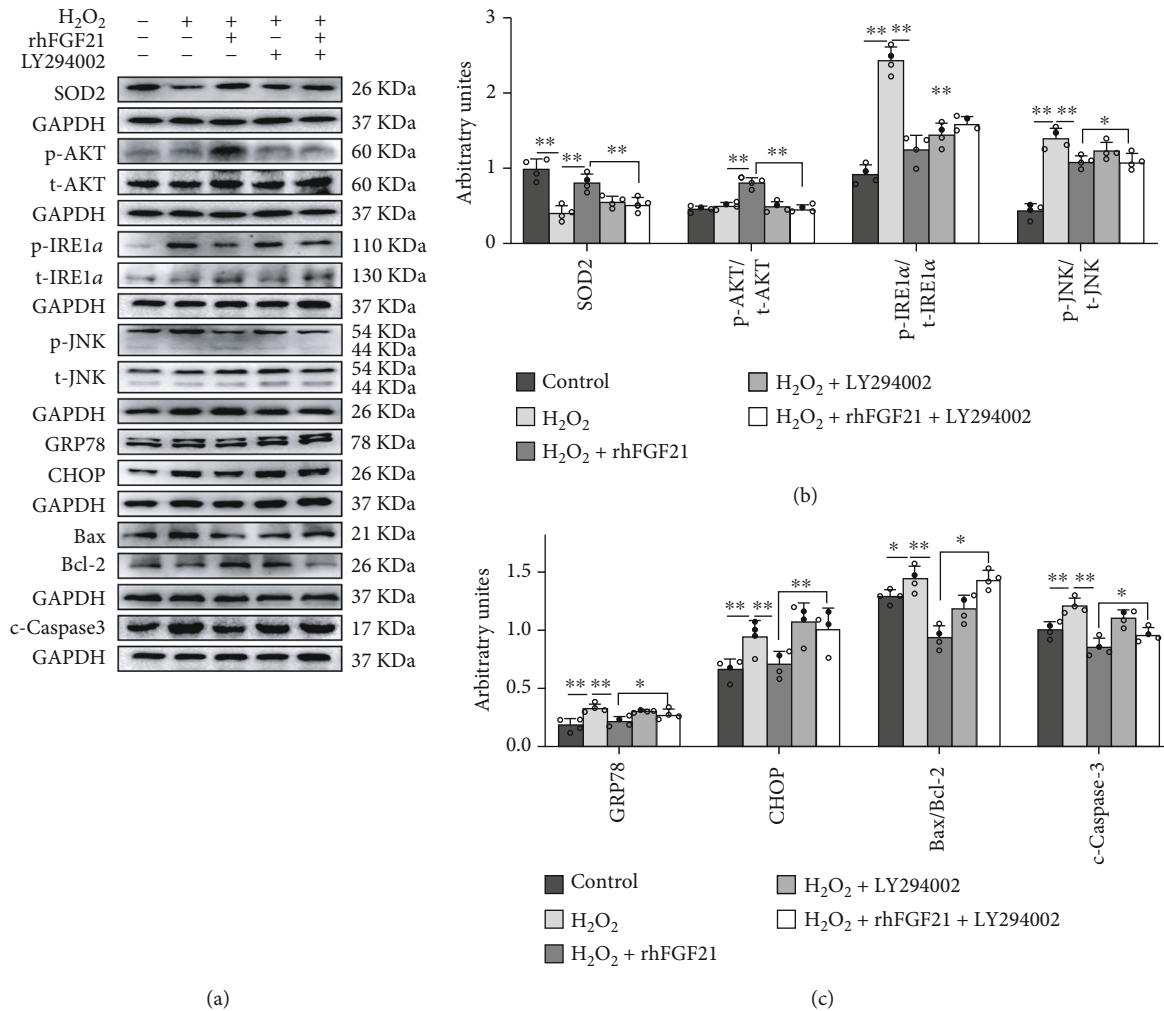 H₂O₂ − + + + +
rhFGF21 − − + − +
LY294002 − − − + +
SOD2 26 KDa
GAPDH 37 KDa
p-AKT 60 KDa
t-AKT 60 KDa
GAPDH 37 KDa
p-IRE1a 110 KDa
t-IRE1a 130 KDa
GAPDH 37 KDa
p-JNK 54 KDa
44 KDa
t-JNK 54 KDa
44 KDa
GAPDH 26 KDa
GRP78 78 KDa
CHOP 26 KDa
GAPDH 37 KDa
Bax 21 KDa
Bcl-2 26 KDa
GAPDH 37 KDa
c-Caspase3 17 KDa
GAPDH 37 KDa
(a)
Arbitratry unites
3
2
1
0
** ** **
** **
** ** **
** ** *
SOD2
p-AKT/
t-AKT
p-IRE1α/
t-IRE1α
p-JNK/
t-JNK
Control
H₂O₂
H₂O₂ + rhFGF21
H₂O₂ + LY294002
H₂O₂ + rhFGF21 + LY294002
(b)
Arbitratry unites
1.5
1.0
0.5
0.0
** ** *
** ** **
* ** *
** ** *
GRP78
CHOP
Bax/Bcl-2
c-Caspase-3
Control
H₂O₂
H₂O₂ + rhFGF21
H₂O₂ + LY294002
H₂O₂ + rhFGF21 + LY294002
(c)